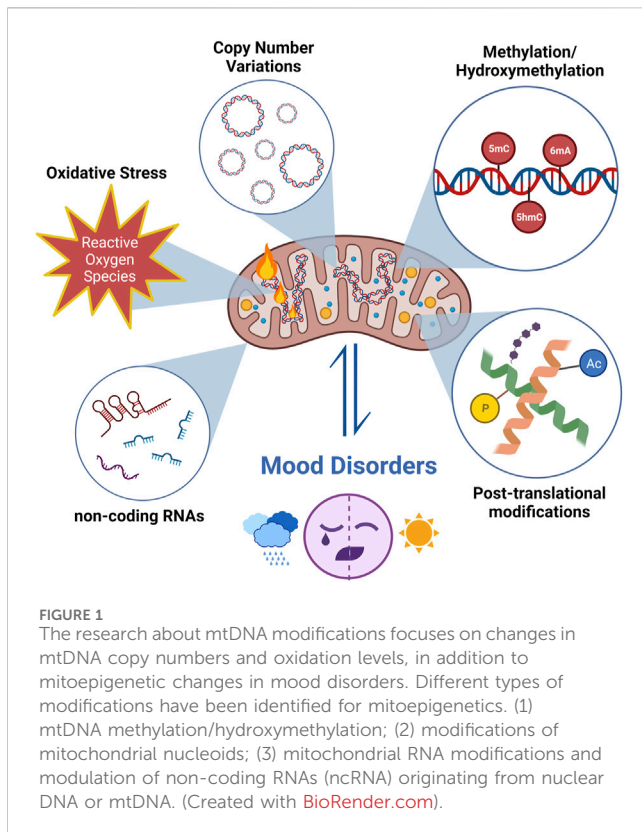 Copy Number
Variations
Methylation/
Hydroxymethylation
5mC
6mA
5hmC
Oxidative Stress
Reactive
Oxygen
Species
Ac
P
Mood Disorders
non-coding RNAs
Post-translational
modifications
FIGURE 1
The research about mtDNA modifications focuses on changes in
mtDNA copy numbers and oxidation levels, in addition to
mitoepigenetic changes in mood disorders. Different types of
modifications have been identified for mitoepigenetics. (1)
mtDNA methylation/hydroxymethylation; (2) modifications of
mitochondrial nucleoids; (3) mitochondrial RNA modifications and
modulation of non-coding RNAs (ncRNA) originating from nuclear
DNA or mtDNA. (Created with BioRender.com).